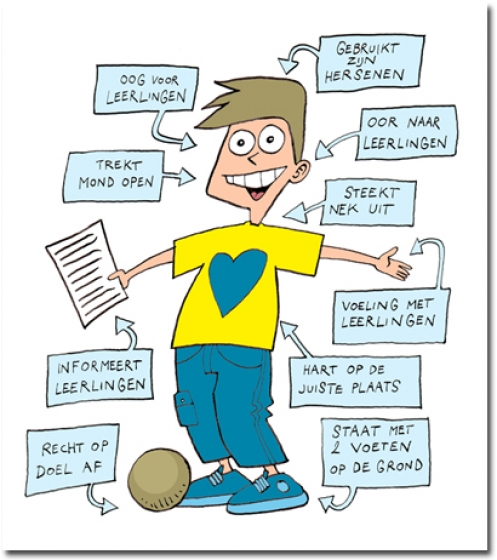 GEBRUIKT
ZIJN
HERSENEN
OOG VOOR
LEERLINGEN
OOR NAAR
LEERLINGEN
TREKT
MOND OPEN
STEEKT
NEK UIT
VOELING MET
LEERLINGEN
INFORMEERT
LEERLINGEN
HART OP DE
JUISTE PLAATS
RECHT OP
DOEL AF
STAAT MET
2 VOETEN
OP DE GROND